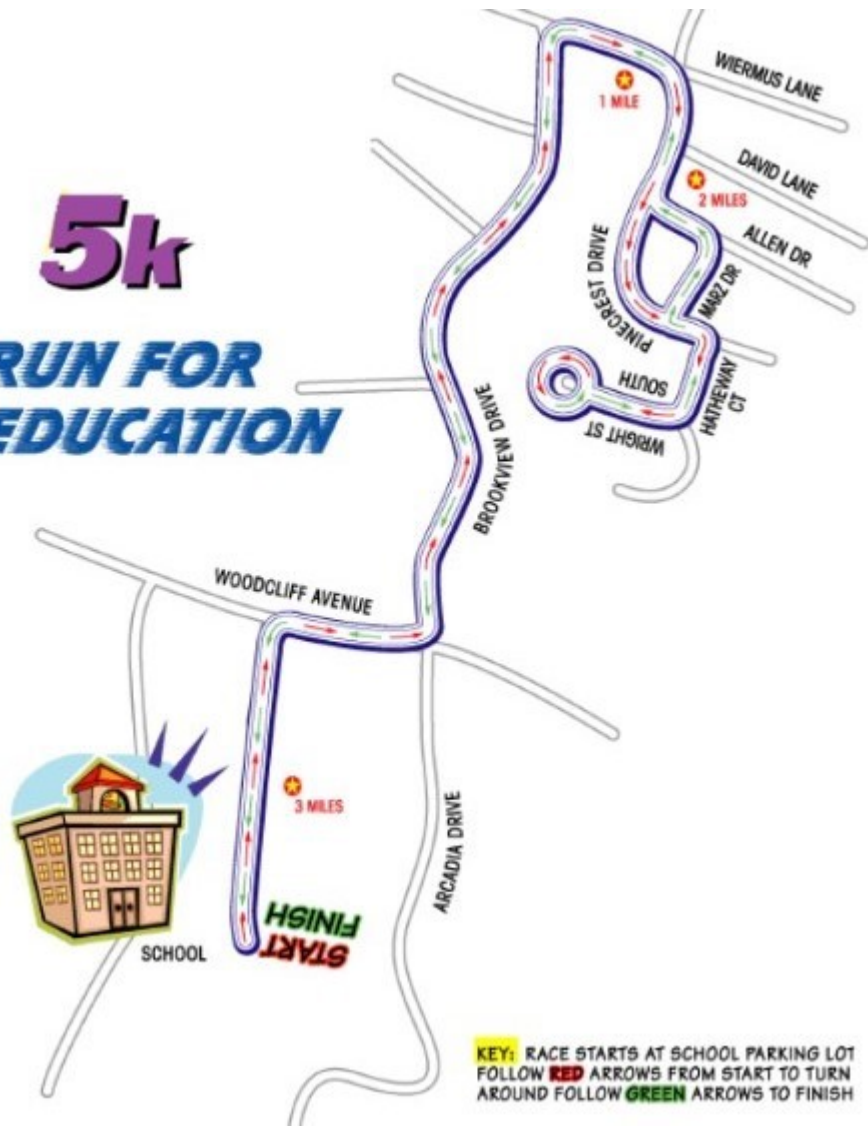 5k
RUN FOR
EDUCATION
WIERMUS LANE
1 MILE
DAVID LANE
2 MILES
ALLEN DR
PINECREST DRIVE
MARZ DR
HATHEWAY
CT
SOUTH
WRIGHT ST
BROOKVIEW DRIVE
WOODCLIFF AVENUE
3 MILES
ARCADIA DRIVE
FINISH
START
SCHOOL
KEY: RACE STARTS AT SCHOOL PARKING LOT
FOLLOW RED ARROWS FROM START TO TURN
AROUND FOLLOW GREEN ARROWS TO FINISH